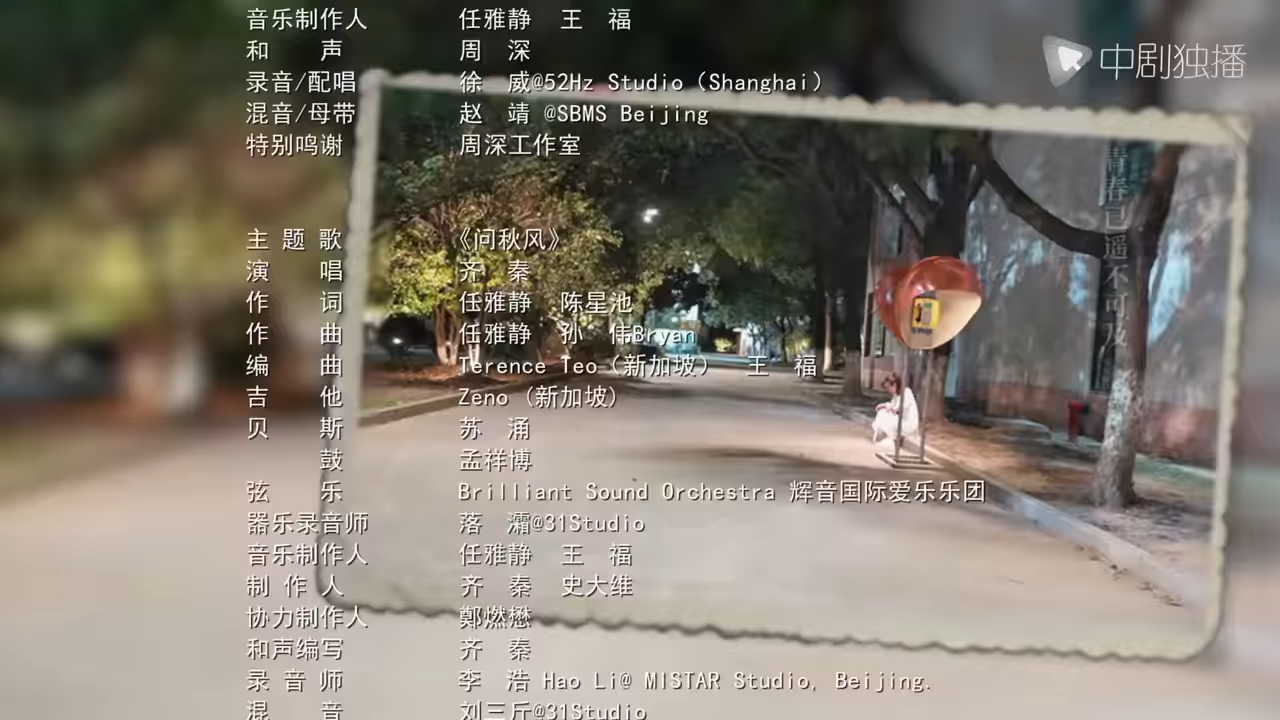 音乐制作人 任雅静 王福
和声 周深
录音/配唱 徐威@52Hz Studio（Shanghai）
混音/母带 赵靖 @SBMS Beijing
特别鸣谢 周深工作室
中剧独播
青春已遥不可及
主题歌 《问秋风》
演唱 齐秦
作词 任雅静 陈星池
作曲 任雅静 孙伟Bryan
编曲 Terence Teo（新加坡） 王福
吉他 Zeno（新加坡）
贝斯 苏涌
鼓 孟祥博
弦乐 Brilliant Sound Orchestra 辉音国际爱乐乐团
器乐录音师 落灞@31Studio
音乐制作人 任雅静 王福
制作人 齐秦 史大维
协力制作人 鄭燃懋
和声编写 齐秦
录音师 李浩 Hao Li@ MISTAR Studio, Beijing.
混音 刘三斤@31Studio